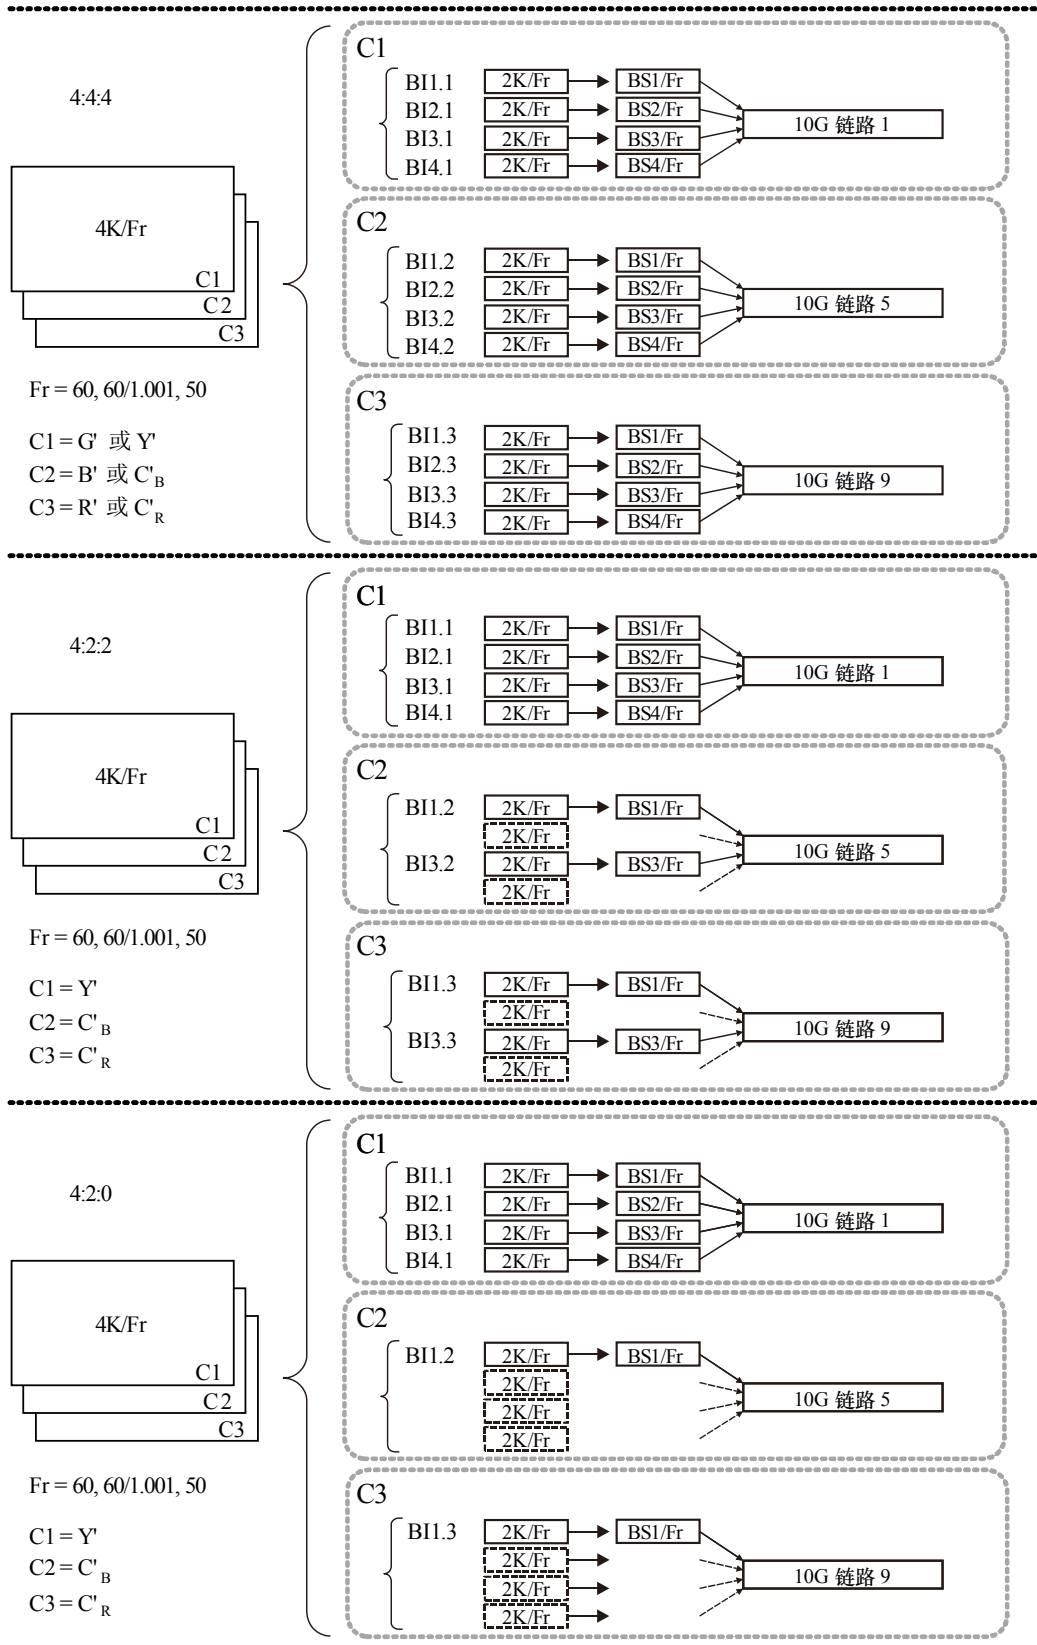 4:4:4
4K/Fr
C1
C2
C3
Fr = 60, 60/1.001, 50
C1 = G' 或 Y'
C2 = B' 或 C'B
C3 = R' 或 C'R
C1
BI1.1 2K/Fr BS1/Fr
BI2.1 2K/Fr BS2/Fr
BI3.1 2K/Fr BS3/Fr
BI4.1 2K/Fr BS4/Fr
10G 链路 1
C2
BI1.2 2K/Fr BS1/Fr
BI2.2 2K/Fr BS2/Fr
BI3.2 2K/Fr BS3/Fr
BI4.2 2K/Fr BS4/Fr
10G 链路 5
C3
BI1.3 2K/Fr BS1/Fr
BI2.3 2K/Fr BS2/Fr
BI3.3 2K/Fr BS3/Fr
BI4.3 2K/Fr BS4/Fr
10G 链路 9
4:2:2
4K/Fr
C1
C2
C3
Fr = 60, 60/1.001, 50
C1 = Y'
C2 = C'B
C3 = C'R
C1
BI1.1 2K/Fr BS1/Fr
BI2.1 2K/Fr BS2/Fr
BI3.1 2K/Fr BS3/Fr
BI4.1 2K/Fr BS4/Fr
10G 链路 1
C2
BI1.2 2K/Fr BS1/Fr
2K/Fr
BI3.2 2K/Fr BS3/Fr
2K/Fr
10G 链路 5
C3
BI1.3 2K/Fr BS1/Fr
2K/Fr
BI3.3 2K/Fr BS3/Fr
2K/Fr
10G 链路 9
4:2:0
4K/Fr
C1
C2
C3
Fr = 60, 60/1.001, 50
C1 = Y'
C2 = C'B
C3 = C'R
C1
BI1.1 2K/Fr BS1/Fr
BI2.1 2K/Fr BS2/Fr
BI3.1 2K/Fr BS3/Fr
BI4.1 2K/Fr BS4/Fr
10G 链路 1
C2
BI1.2 2K/Fr BS1/Fr
2K/Fr
2K/Fr
2K/Fr
10G 链路 5
C3
BI1.3 2K/Fr BS1/Fr
2K/Fr
2K/Fr
2K/Fr
10G 链路 9